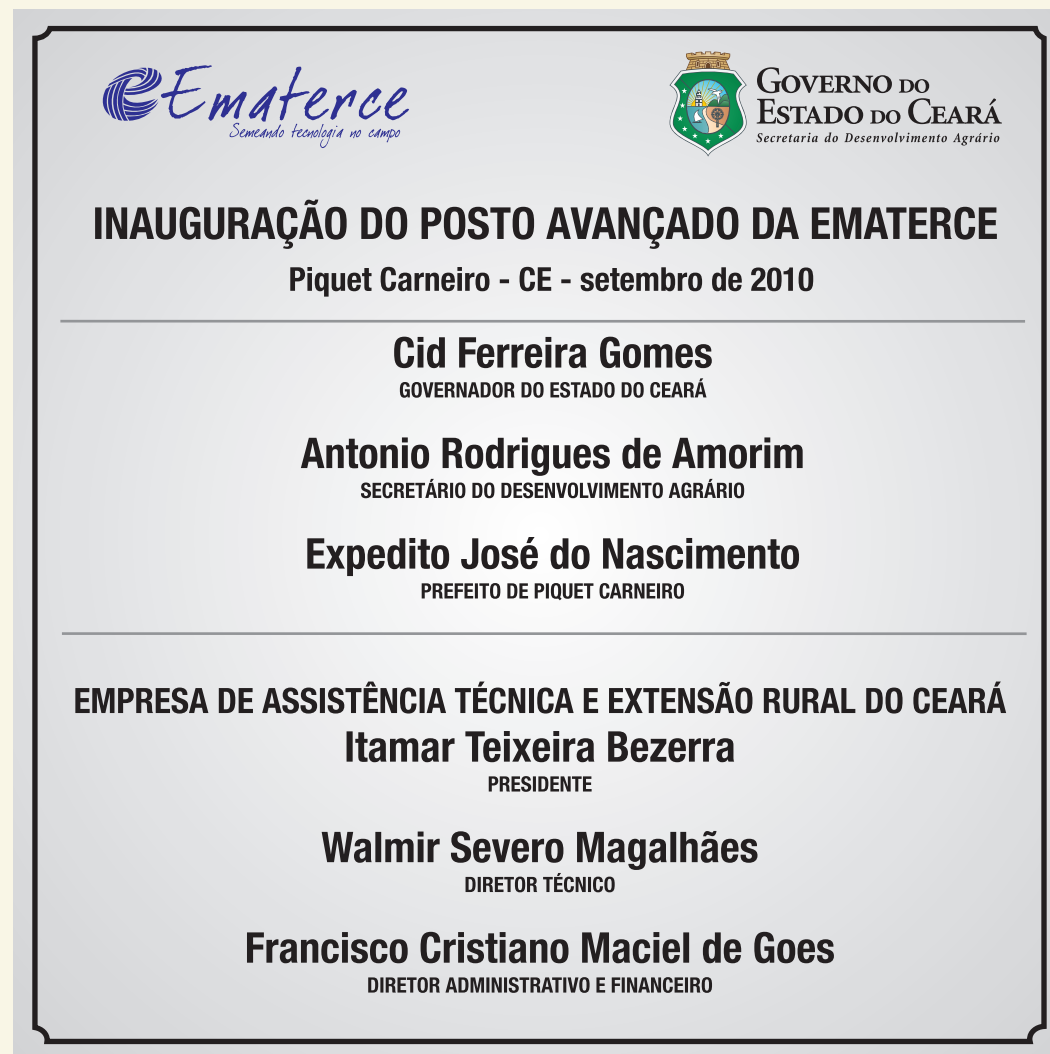 Ematerce
Semeando tecnologia no campo
GOVERNO DO
ESTADO DO CEARÁ
Secretaria do Desenvolvimento Agrário
INAUGURAÇÃO DO POSTO AVANÇADO DA EMATERCE
Piquet Carneiro - CE - setembro de 2010
Cid Ferreira Gomes
GOVERNADOR DO ESTADO DO CEARÁ
Antonio Rodrigues de Amorim
SECRETÁRIO DO DESENVOLVIMENTO AGRÁRIO
Expedito José do Nascimento
PREFEITO DE PIQUET CARNEIRO
EMPRESA DE ASSISTÊNCIA TÉCNICA E EXTENSÃO RURAL DO CEARÁ
Itamar Teixeira Bezerra
PRESIDENTE
Walmir Severo Magalhães
DIRETOR TÉCNICO
Francisco Cristiano Maciel de Goes
DIRETOR ADMINISTRATIVO E FINANCEIRO